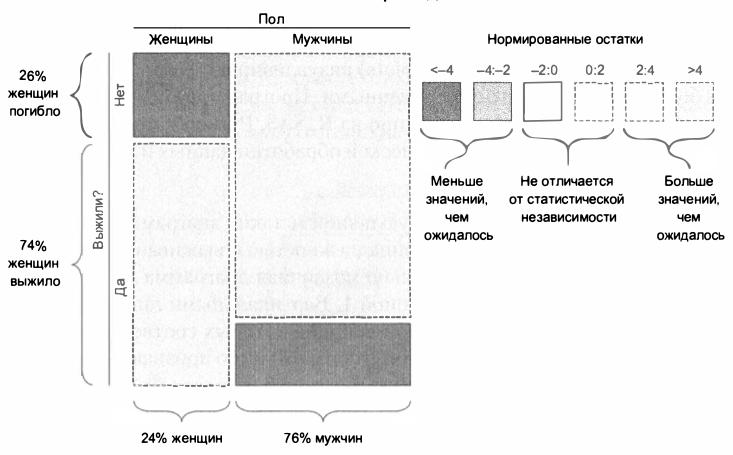 Пол
Женщины
Мужчины
Нормированные остатки
26%
женщин
погибло
Нет
<–4
–4:–2
–2:0
0:2
2:4
>4
Меньше
значений,
чем
ожидалось
Не отличается
от статистической
независимости
Больше
значений,
чем
ожидалось
Выжили?
74%
женщин
выжило
Да
24% женщин
76% мужчин